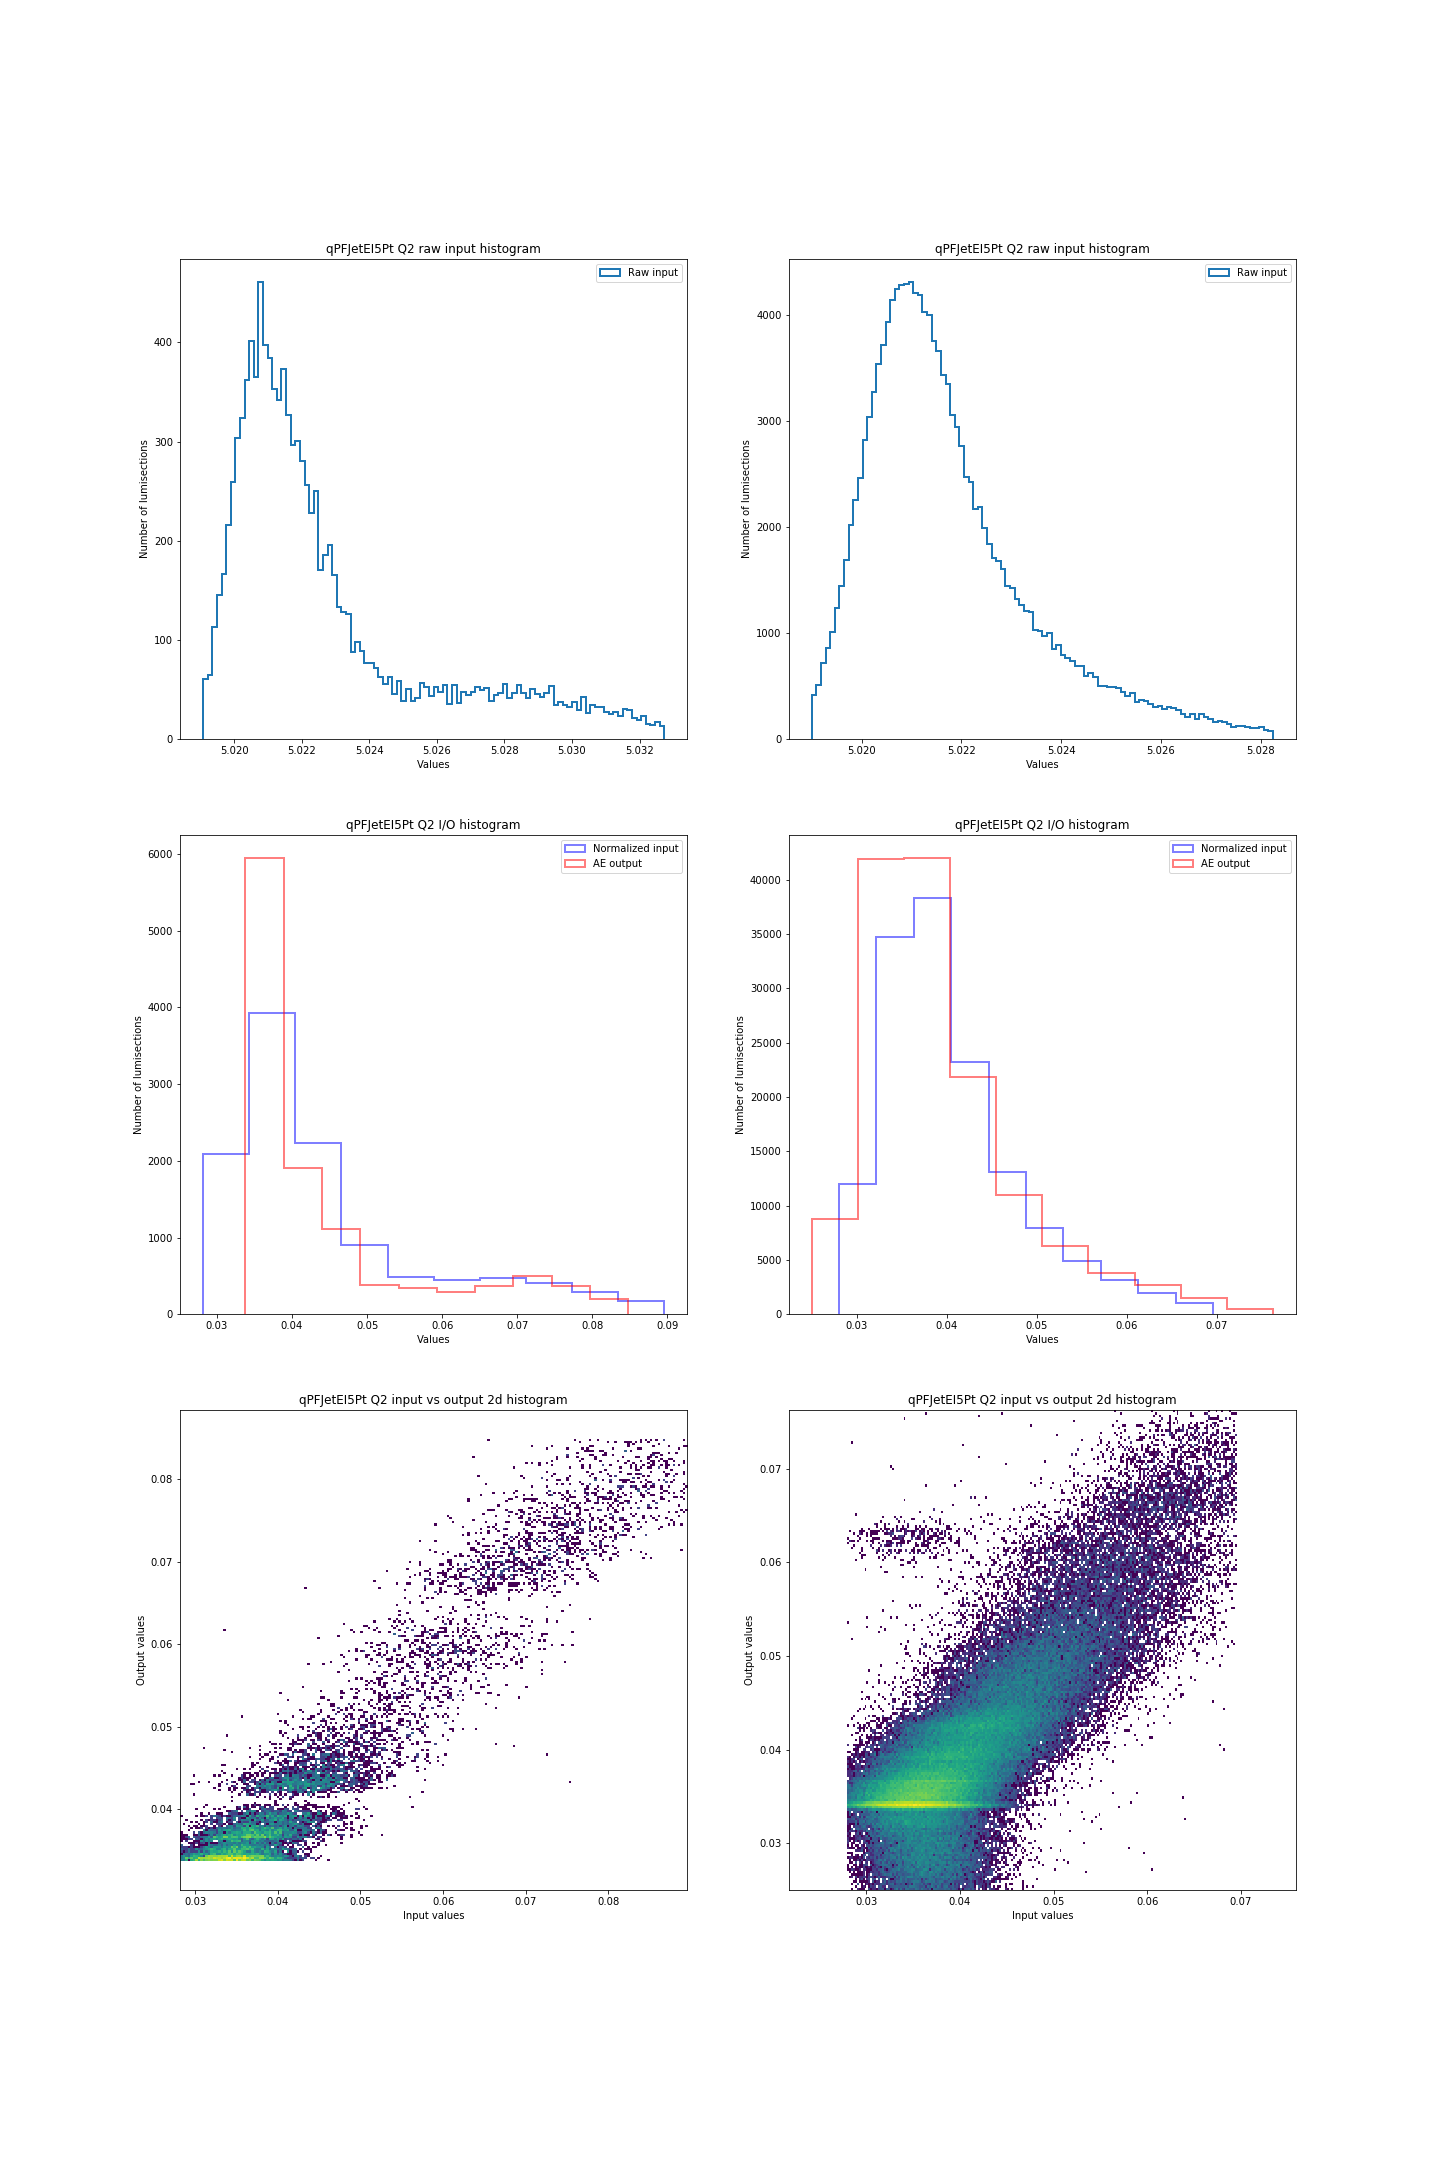 qPFJetEI5Pt Q2 raw input histogram
Raw input
Number of lumisections
400
300
200
100
0
5.020 5.022 5.024 5.026 5.028 5.030 5.032
Values
qPFJetEI5Pt Q2 raw input histogram
Raw input
Number of lumisections
4000
3000
2000
1000
0
5.020 5.022 5.024 5.026 5.028
Values
qPFJetEI5Pt Q2 I/O histogram
Normalized input
AE output
Number of lumisections
6000
5000
4000
3000
2000
1000
0
0.03 0.04 0.05 0.06 0.07 0.08 0.09
Values
qPFJetEI5Pt Q2 I/O histogram
Normalized input
AE output
Number of lumisections
40000
35000
30000
25000
20000
15000
10000
5000
0
0.03 0.04 0.05 0.06 0.07
Values
qPFJetEI5Pt Q2 input vs output 2d histogram
Output values
0.08
0.07
0.06
0.05
0.04
0.03 0.04 0.05 0.06 0.07 0.08
Input values
qPFJetEI5Pt Q2 input vs output 2d histogram
Output values
0.07
0.06
0.05
0.04
0.03
0.03 0.04 0.05 0.06 0.07
Input values